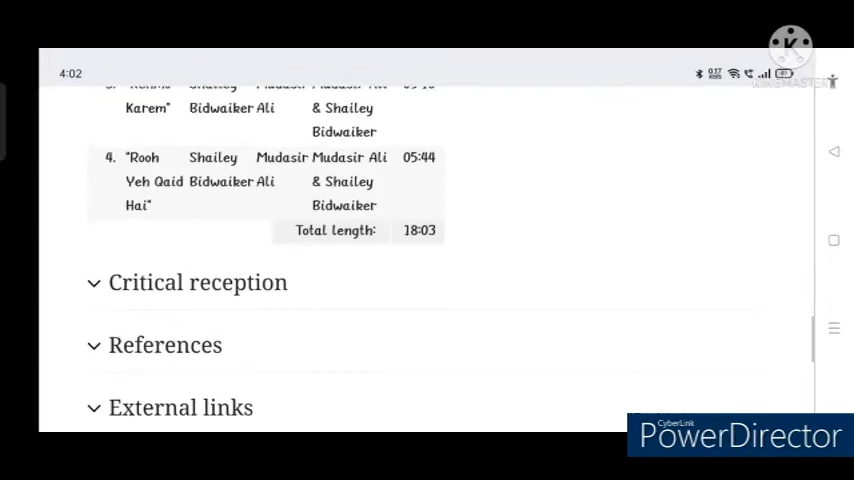 4:02
KINEMASTER
Karem" Bidwaiker Ali & Shailey
Bidwaiker
4. "Rooh Shailey Mudasir Mudasir Ali 05:44
Yeh Qaid Bidwaiker Ali & Shailey
Hai" Bidwaiker
Total length: 18:03
Critical reception
References
External links
CyberLink
PowerDirector